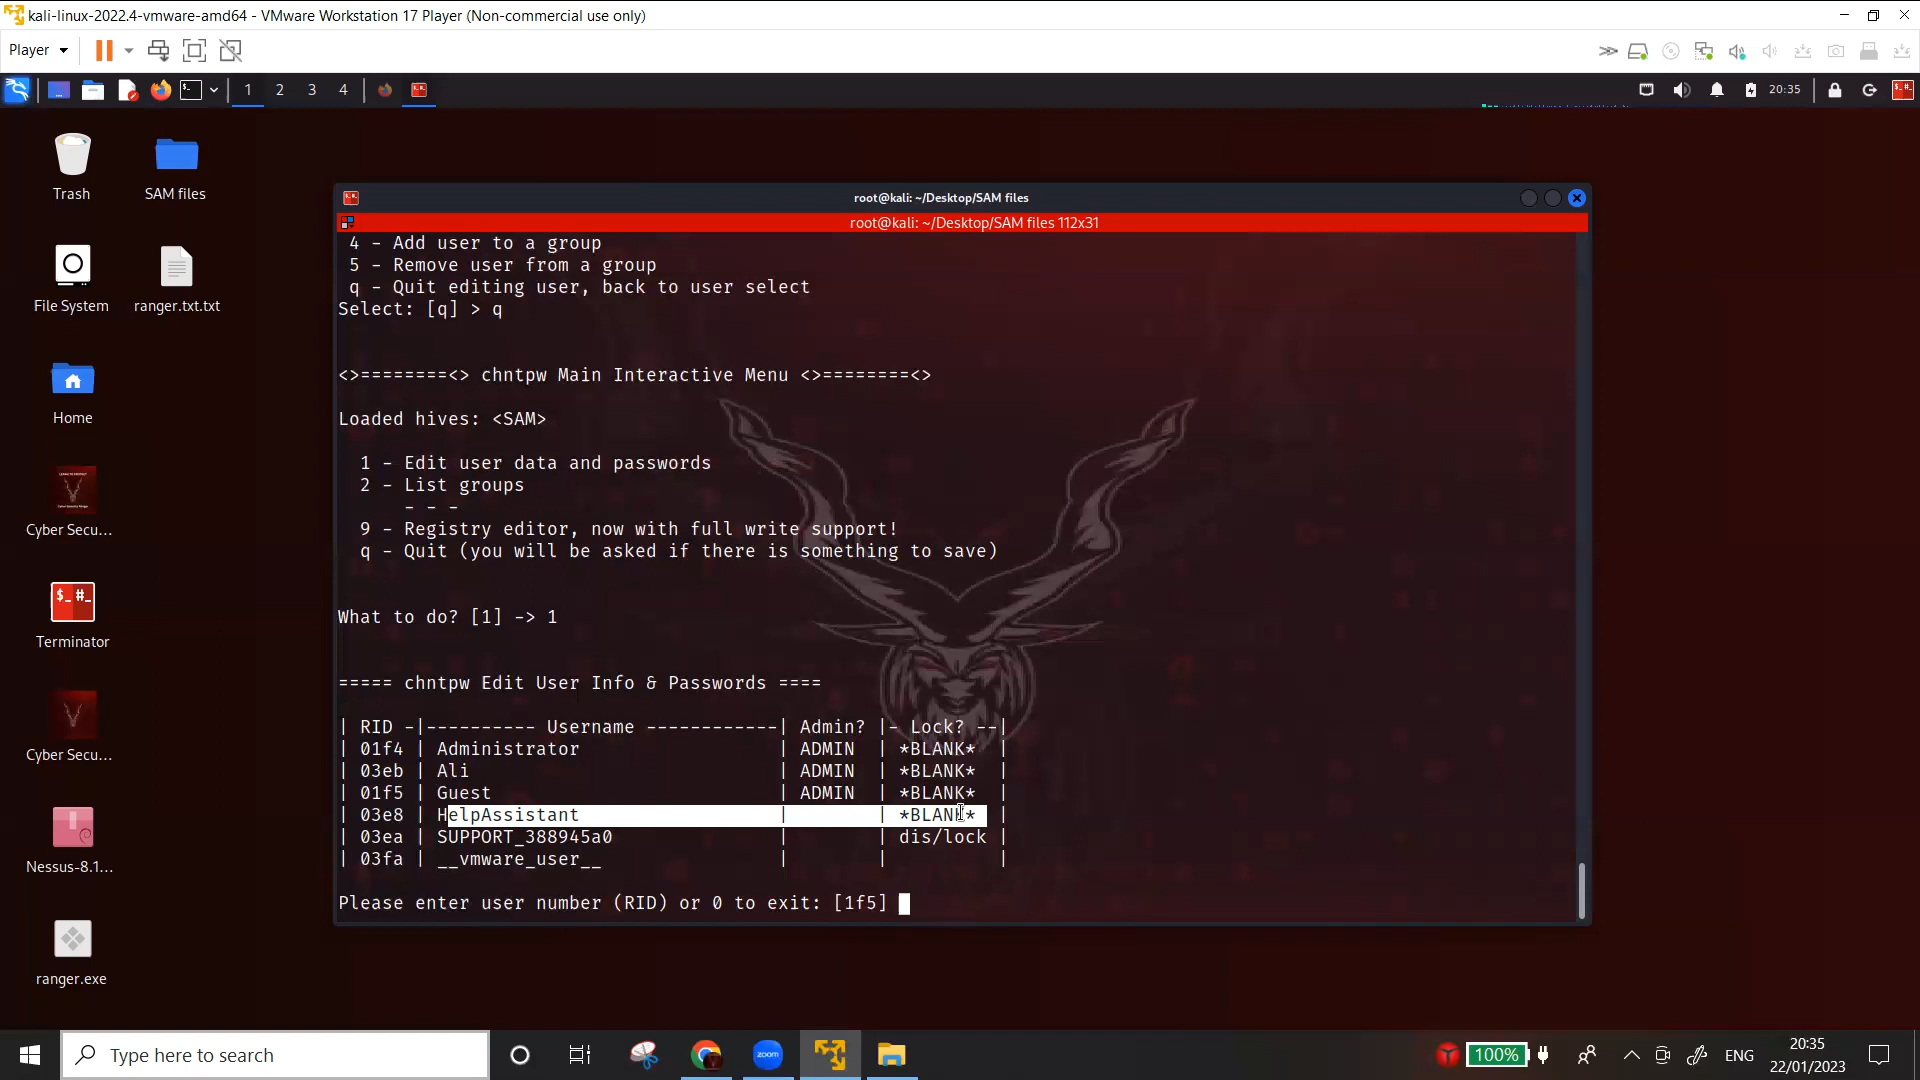 kali-linux-2022.4-vmware-amd64 - VMware Workstation 17 Player (Non-commercial use only)
Player
1 2 3 4
20:35
Trash
SAM files
File System
ranger.txt.txt
Home
Cyber Secu...
Terminator
Cyber Secu...
Nessus-8.1...
ranger.exe
root@kali: ~/Desktop/SAM files
root@kali: ~/Desktop/SAM files 112x31
4 - Add user to a group
5 - Remove user from a group
q - Quit editing user, back to user select
Select: [q] > q
<>========<> chntpw Main Interactive Menu <>========<>
Loaded hives: <SAM>
1 - Edit user data and passwords
2 - List groups
- - -
9 - Registry editor, now with full write support!
q - Quit (you will be asked if there is something to save)
What to do? [1] -> 1
===== chntpw Edit User Info & Passwords ====
| RID -|---------- Username ------------| Admin? |- Lock? --|
| 01f4 | Administrator | ADMIN | *BLANK* |
| 03eb | Ali | ADMIN | *BLANK* |
| 01f5 | Guest | ADMIN | *BLANK* |
| 03e8 | HelpAssistant | | *BLANK* |
| 03ea | SUPPORT_388945a0 | | dis/lock |
| 03fa | __vmware_user__ | | |
Please enter user number (RID) or 0 to exit: [1f5]
Type here to search
zoom
100%
ENG
20:35
22/01/2023